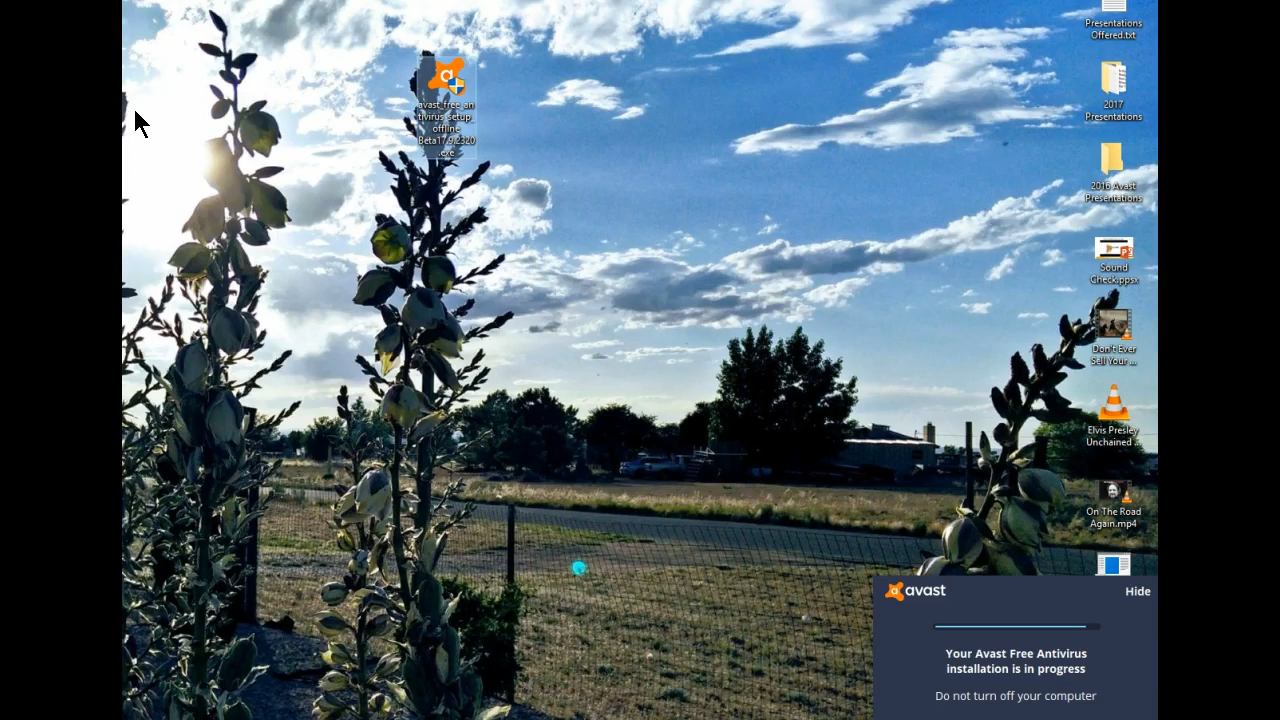 avast_free_an
tivirus_setup_
offline
Beta17.9.2320
.exe
Presentations
Offered.txt
2017
Presentations
2016 Avast
Presentations
Sound
Check.ppsx
Don't Ever
Sell Your ...
Elvis Presley
Unchained ...
On The Road
Again.mp4
avast
Hide
Your Avast Free Antivirus
installation is in progress
Do not turn off your computer